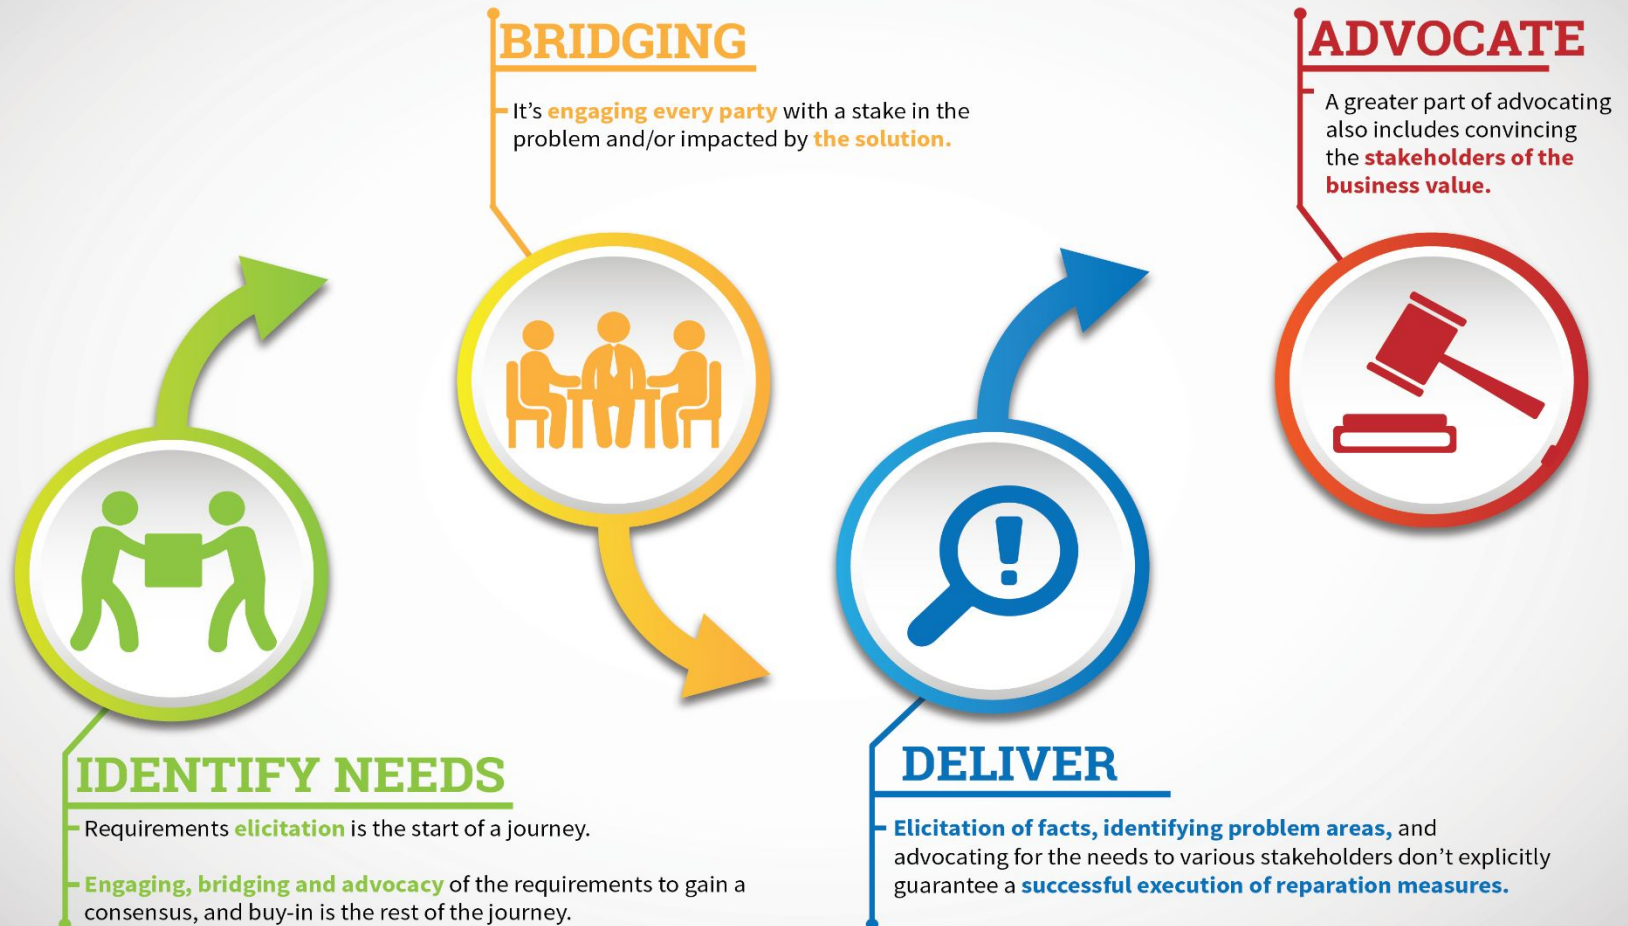 BRIDGING
It's engaging every party with a stake in the
problem and/or impacted by the solution.
ADVOCATE
A greater part of advocating
also includes convincing
the stakeholders of the
business value.
IDENTIFY NEEDS
Requirements elicitation is the start of a journey.
Engaging, bridging and advocacy of the requirements to gain a
consensus, and buy-in is the rest of the journey.
DELIVER
Elicitation of facts, identifying problem areas, and
advocating for the needs to various stakeholders don't explicitly
guarantee a successful execution of reparation measures.